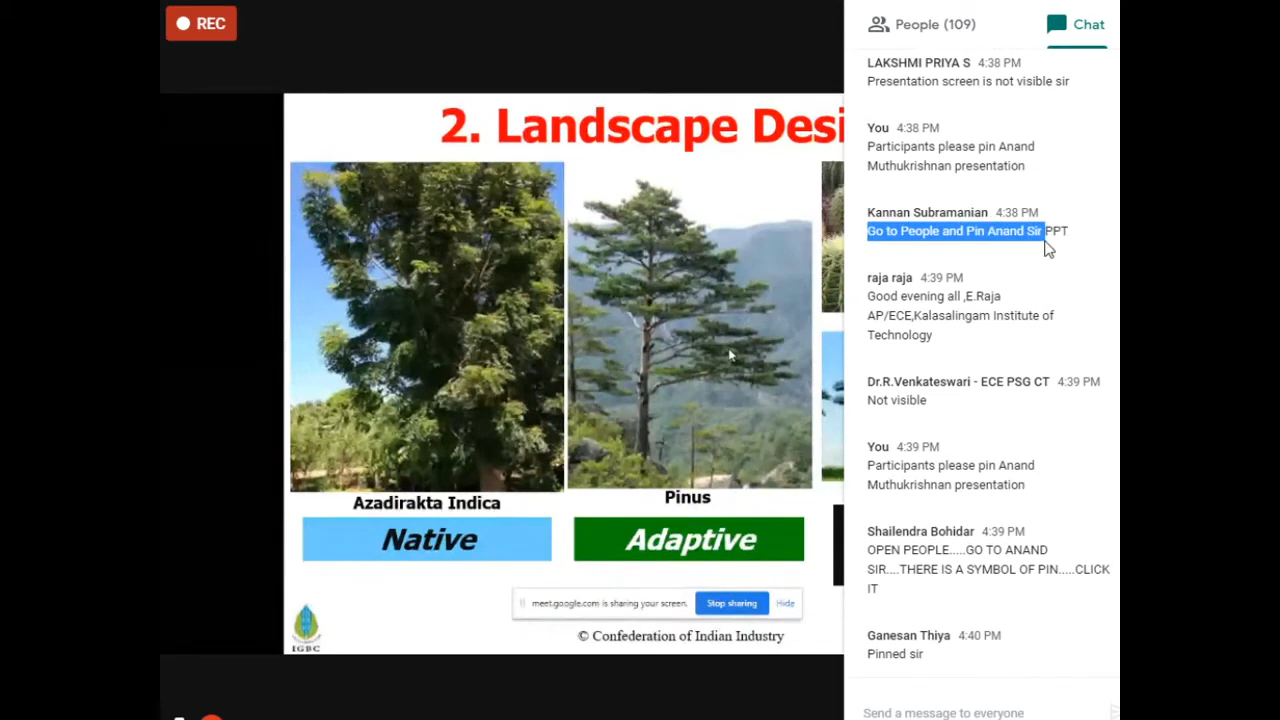 REC
People (109)
Chat
2. Landscape Desi
Azadirakta Indica
Pinus
Native
Adaptive
meet.google.com is sharing your screen.
Stop sharing
Hide
© Confederation of Indian Industry
IGBC
LAKSHMI PRIYA S 4:38 PM
Presentation screen is not visible sir
You 4:38 PM
Participants please pin Anand
Muthukrishnan presentation
Kannan Subramanian 4:38 PM
Go to People and Pin Anand Sir PPT
raja raja 4:39 PM
Good evening all ,E.Raja
AP/ECE,Kalasalingam Institute of
Technology
Dr.R.Venkateswari - ECE PSG CT 4:39 PM
Not visible
You 4:39 PM
Participants please pin Anand
Muthukrishnan presentation
Shailendra Bohidar 4:39 PM
OPEN PEOPLE.....GO TO ANAND
SIR....THERE IS A SYMBOL OF PIN.....CLICK
IT
Ganesan Thiya 4:40 PM
Pinned sir
Send a message to everyone